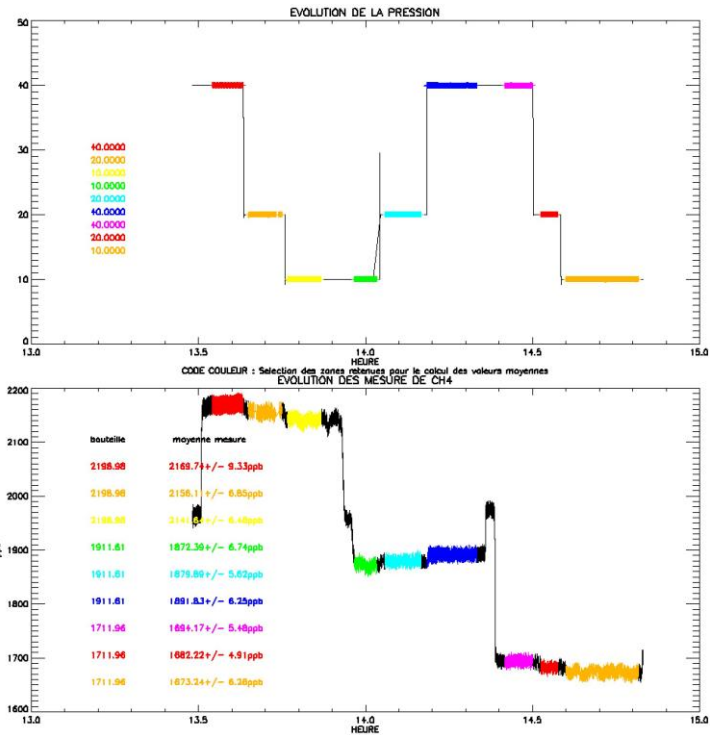 EVOLUTION DE LA PRESSION
50
40
30
20
10
0
40.0000
20.0000
10.0000
10.0000
20.0000
40.0000
40.0000
20.0000
10.0000
13.0 13.5 14.0 14.5 15.0
HEURE
CODE COULEUR : Selection des zones retenues pour le calcul des valeurs moyennes
EVOLUTION DES MESURE DE CH4
2200
2100
2000
1900
1800
1700
1600
bouteille moyenne mesure
2198.98 2169.74+/- 9.33ppb
2198.98 2156.11+/- 6.85ppb
2198.98
1911.61 1872.39+/- 6.74ppb
1911.61 1879.89+/- 5.62ppb
1911.61 1891.83+/- 6.25ppb
1711.96 1694.17+/- 5.48ppb
1711.96 1682.22+/- 4.91ppb
1711.96 1673.24+/- 6.26ppb
13.0 13.5 14.0 14.5 15.0
HEURE